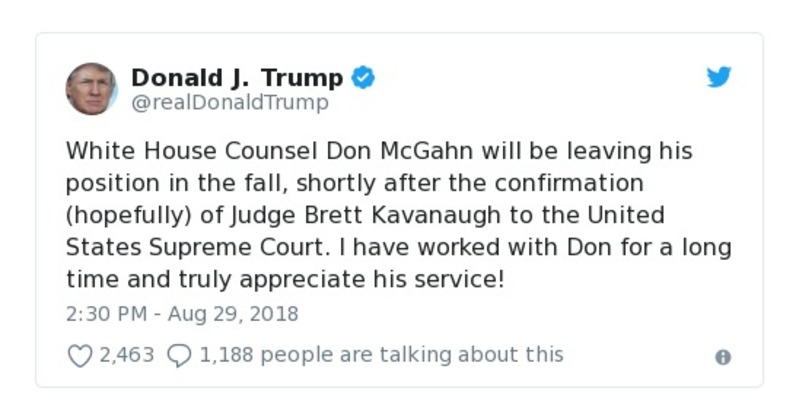 Donald J. Trump
@realDonaldTrump
White House Counsel Don McGahn will be leaving his
position in the fall, shortly after the confirmation
(hopefully) of Judge Brett Kavanaugh to the United
States Supreme Court. I have worked with Don for a long
time and truly appreciate his service!
2:30 PM - Aug 29, 2018
2,463 1,188 people are talking about this